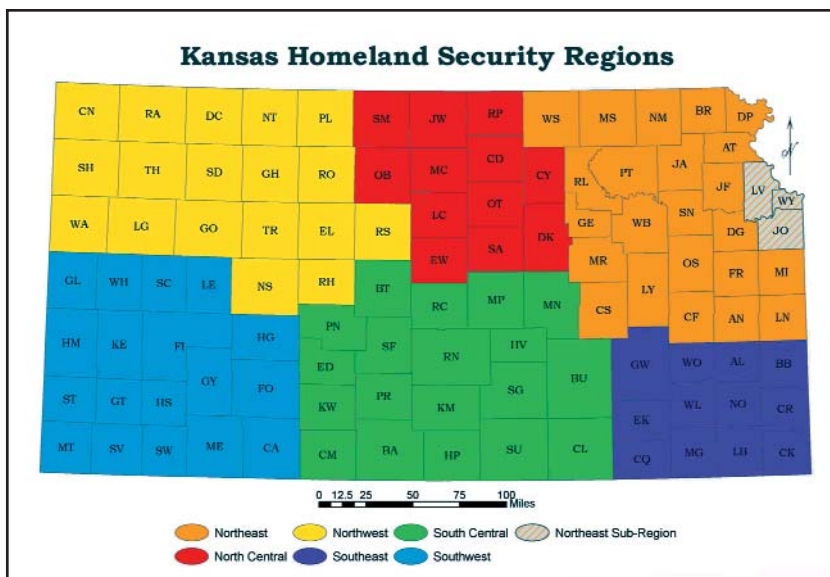 Kansas Homeland Security Regions
CN RA DC NT PL SM JW RP WS MS NM BR DP
SH TH SD GH RO OB MC CD CY RL PT JA AT JF LV WY
WA LG GO TR EL RS LC OT GE WB SN DG JO
EW SA DK
GL WH SC LE NS RH BT RC MP MN MR CS LY OS FR MI
HM KE FI HG PN SF RN HV CF AN LN
GY FO ED SG BU GW WO AL BB
ST GT HS KW PR KM EK WL NO CR
MT SV SW ME CA CM BA HP SU CL CQ MG LB CK
N
0 12.5 25 50 75 100
Miles
Northeast Northwest South Central Northeast Sub-Region
North Central Southeast Southwest